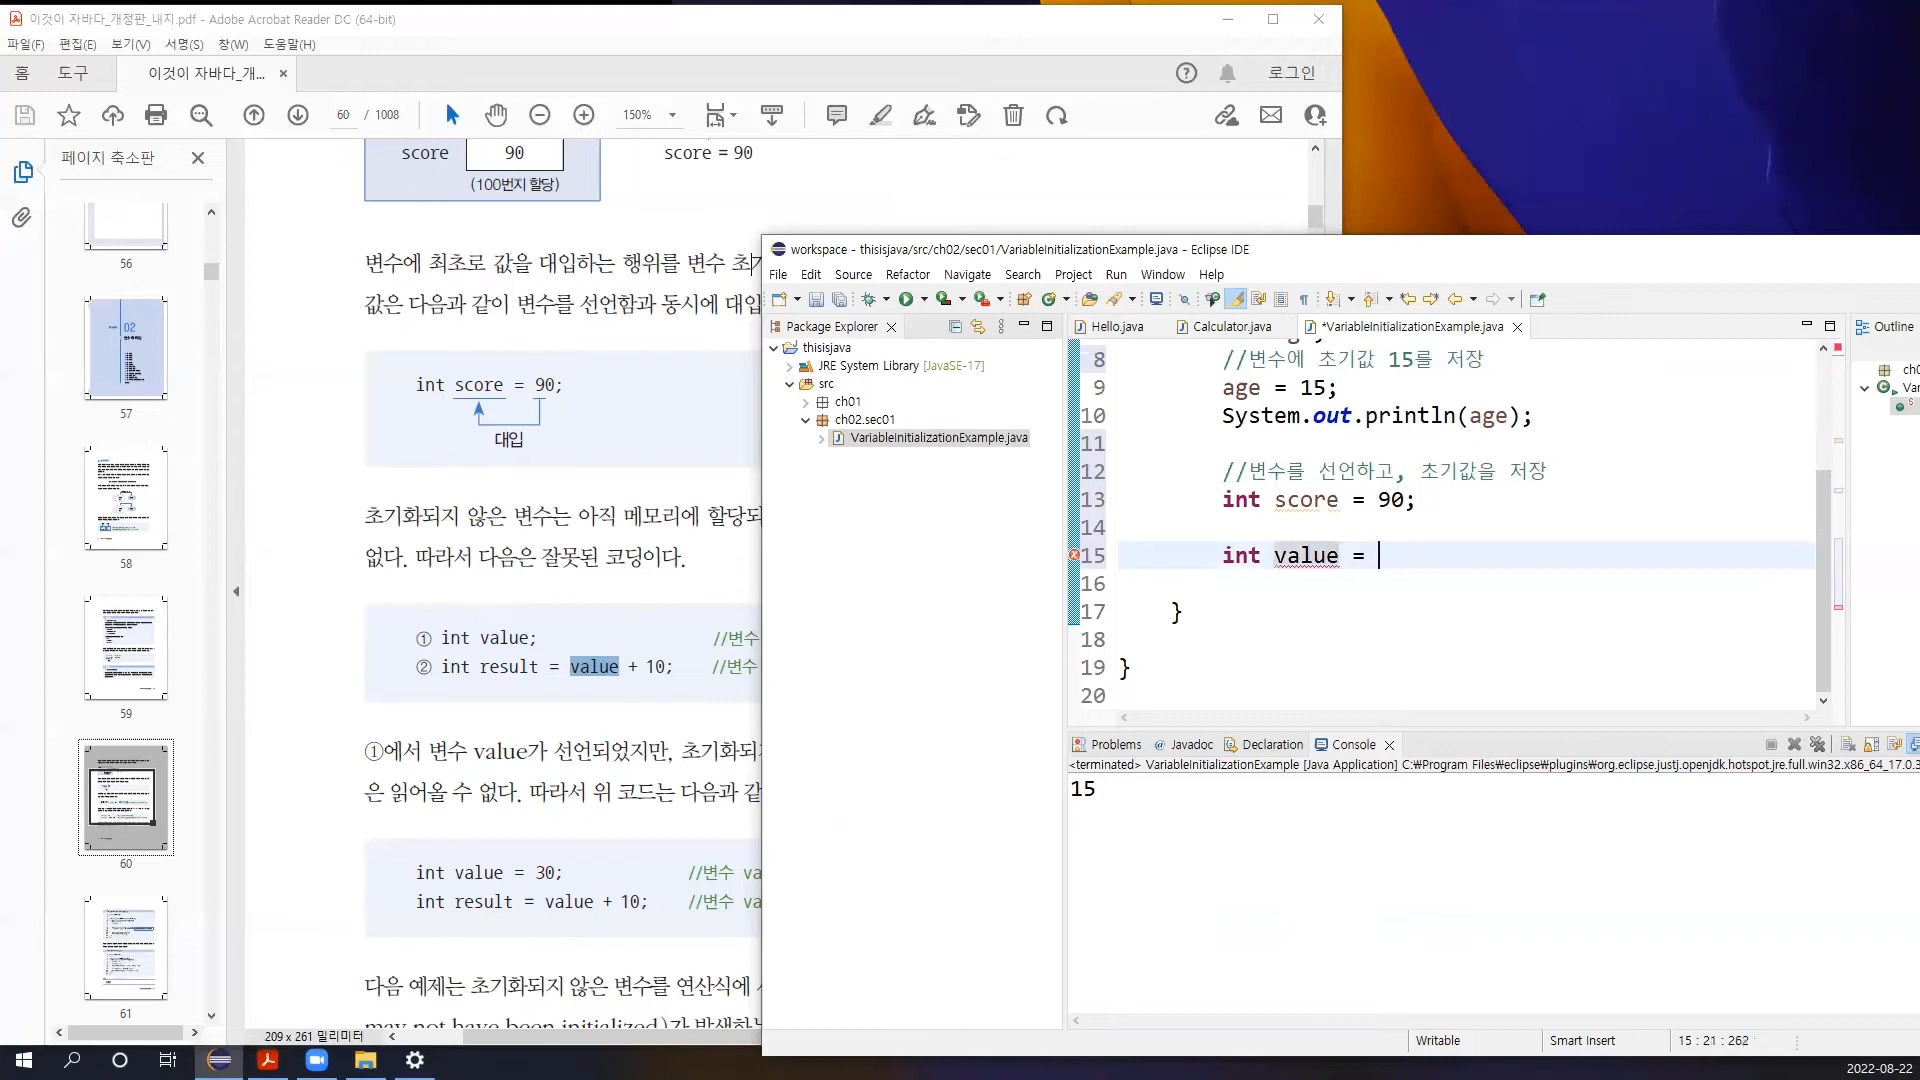 이것이 자바다_개정판_내지.pdf - Adobe Acrobat Reader DC (64-bit)
파일(F) 편집(E) 보기(V) 서명(S) 창(W) 도움말(H)
홈 도구 이것이 자바다_개... × 로그인
60 / 1008 150%
페이지 축소판
56
57
58
59
60
61
score 90 score = 90
(100번지 할당)
변수에 최초로 값을 대입하는 행위를 변수 초기
값은 다음과 같이 변수를 선언함과 동시에 대입
int score = 90;
대입
초기화되지 않은 변수는 아직 메모리에 할당되
없다. 따라서 다음은 잘못된 코딩이다.
① int value; //변수
② int result = value + 10; //변수
①에서 변수 value가 선언되었지만, 초기화되지
은 읽어올 수 없다. 따라서 위 코드는 다음과 같
int value = 30; //변수 va
int result = value + 10; //변수 va
다음 예제는 초기화되지 않은 변수를 연산식에
may not have been initialized)가 발생하는
209 x 261 밀리미터
workspace - thisisjava/src/ch02/sec01/VariableInitializationExample.java - Eclipse IDE
File Edit Source Refactor Navigate Search Project Run Window Help
Package Explorer
thisisjava
JRE System Library [JavaSE-17]
src
ch01
ch02.sec01
VariableInitializationExample.java
Hello.java Calculator.java *VariableInitializationExample.java
8 //변수에 초기값 15를 저장
9 age = 15;
10 System.out.println(age);
11
12 //변수를 선언하고, 초기값을 저장
13 int score = 90;
14
15 int value =
16
17 }
18
19 }
20
Outline
ch0
Var
S
Problems Javadoc Declaration Console
<terminated> VariableInitializationExample [Java Application] C:₩Program Files₩eclipse₩plugins₩org.eclipse.justj.openjdk.hotspot.jre.full.win32.x86_64_17.0.3
15
Writable Smart Insert 15 : 21 : 262
2022-08-22